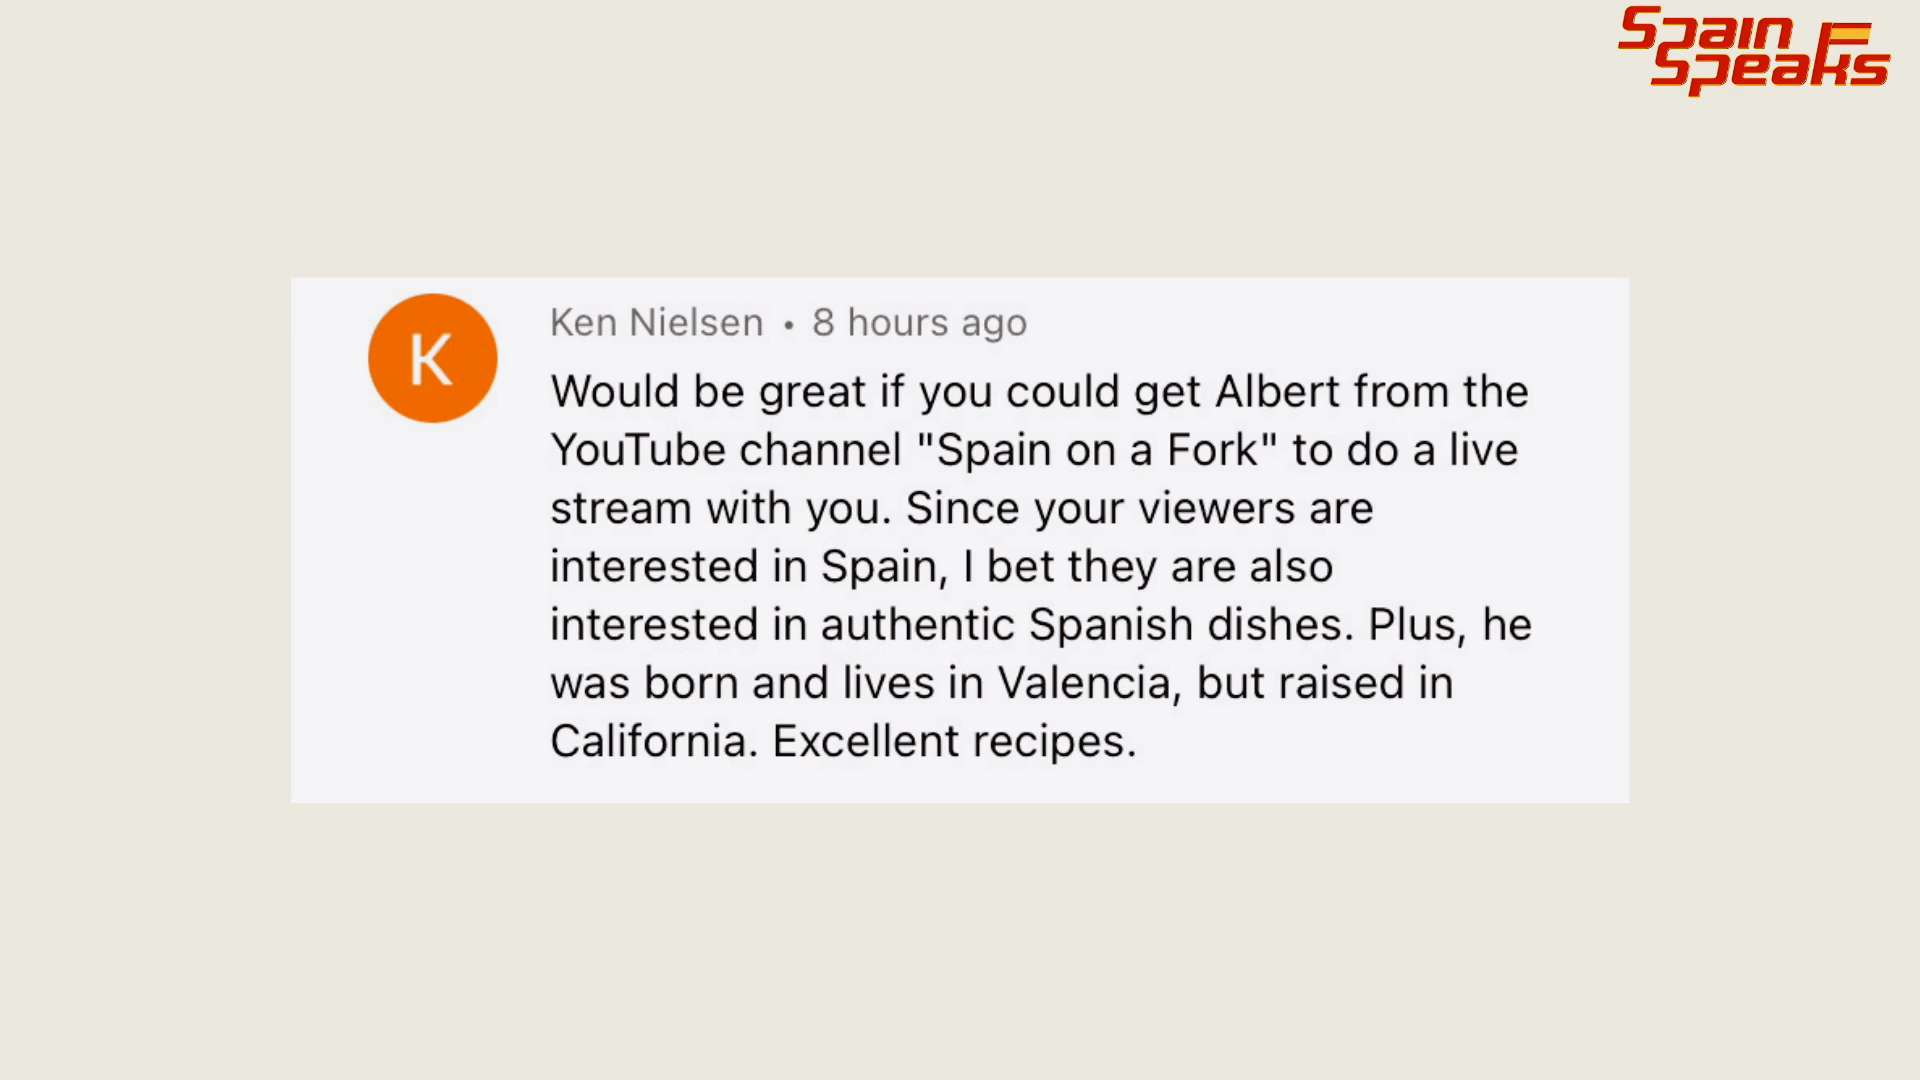 Spain
Speaks
K
Ken Nielsen • 8 hours ago
Would be great if you could get Albert from the
YouTube channel "Spain on a Fork" to do a live
stream with you. Since your viewers are
interested in Spain, I bet they are also
interested in authentic Spanish dishes. Plus, he
was born and lives in Valencia, but raised in
California. Excellent recipes.